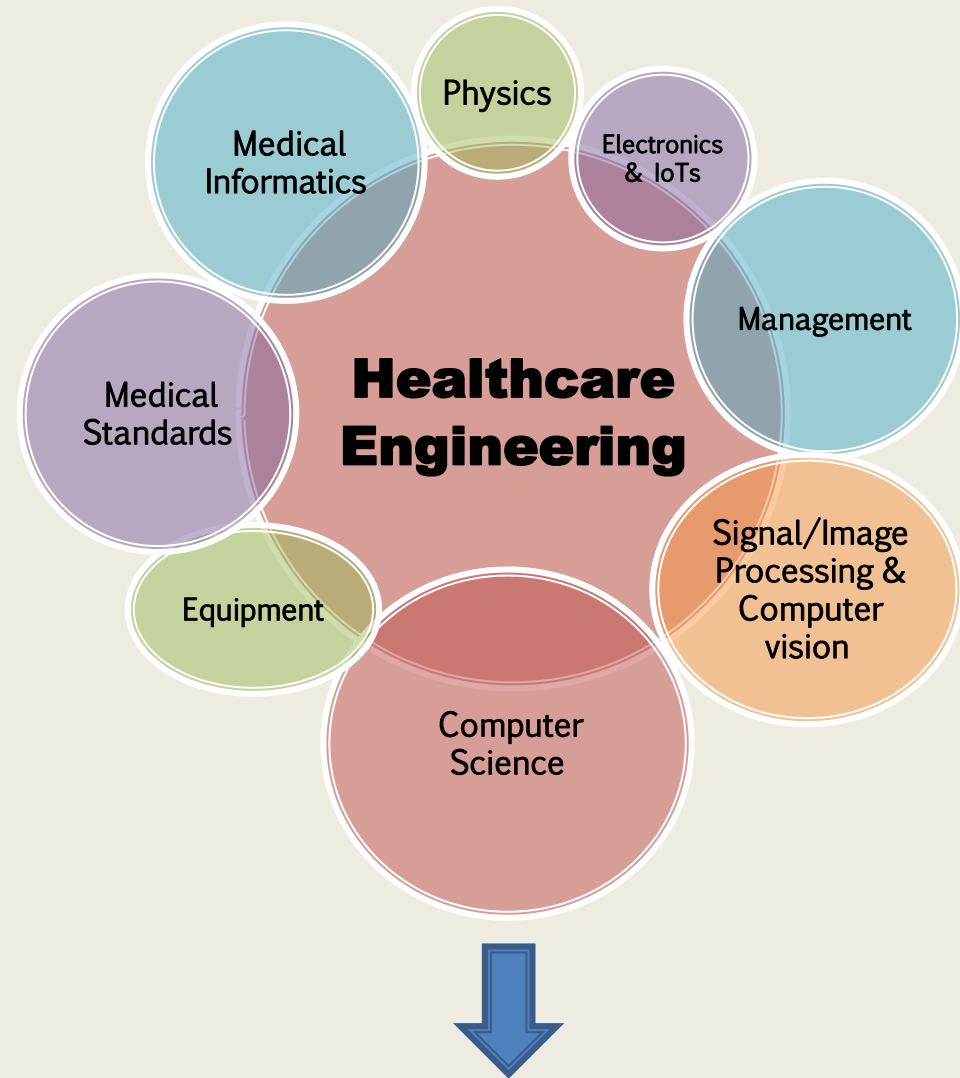 Physics
Electronics
& IoTs
Medical
Informatics
Management
Healthcare
Engineering
Medical
Standards
Signal/Image
Processing &
Computer
vision
Equipment
Computer
Science